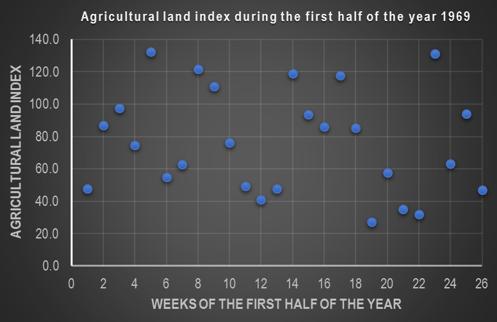 Agricultural land index during the first half of the year 1969
140.0
120.0
100.0
80.0
60.0
40.0
20.0
0.0
AGRICULTURAL LAND INDEX
0 2 4 6 8 10 12 14 16 18 20 22 24 26
WEEKS OF THE FIRST HALF OF THE YEAR